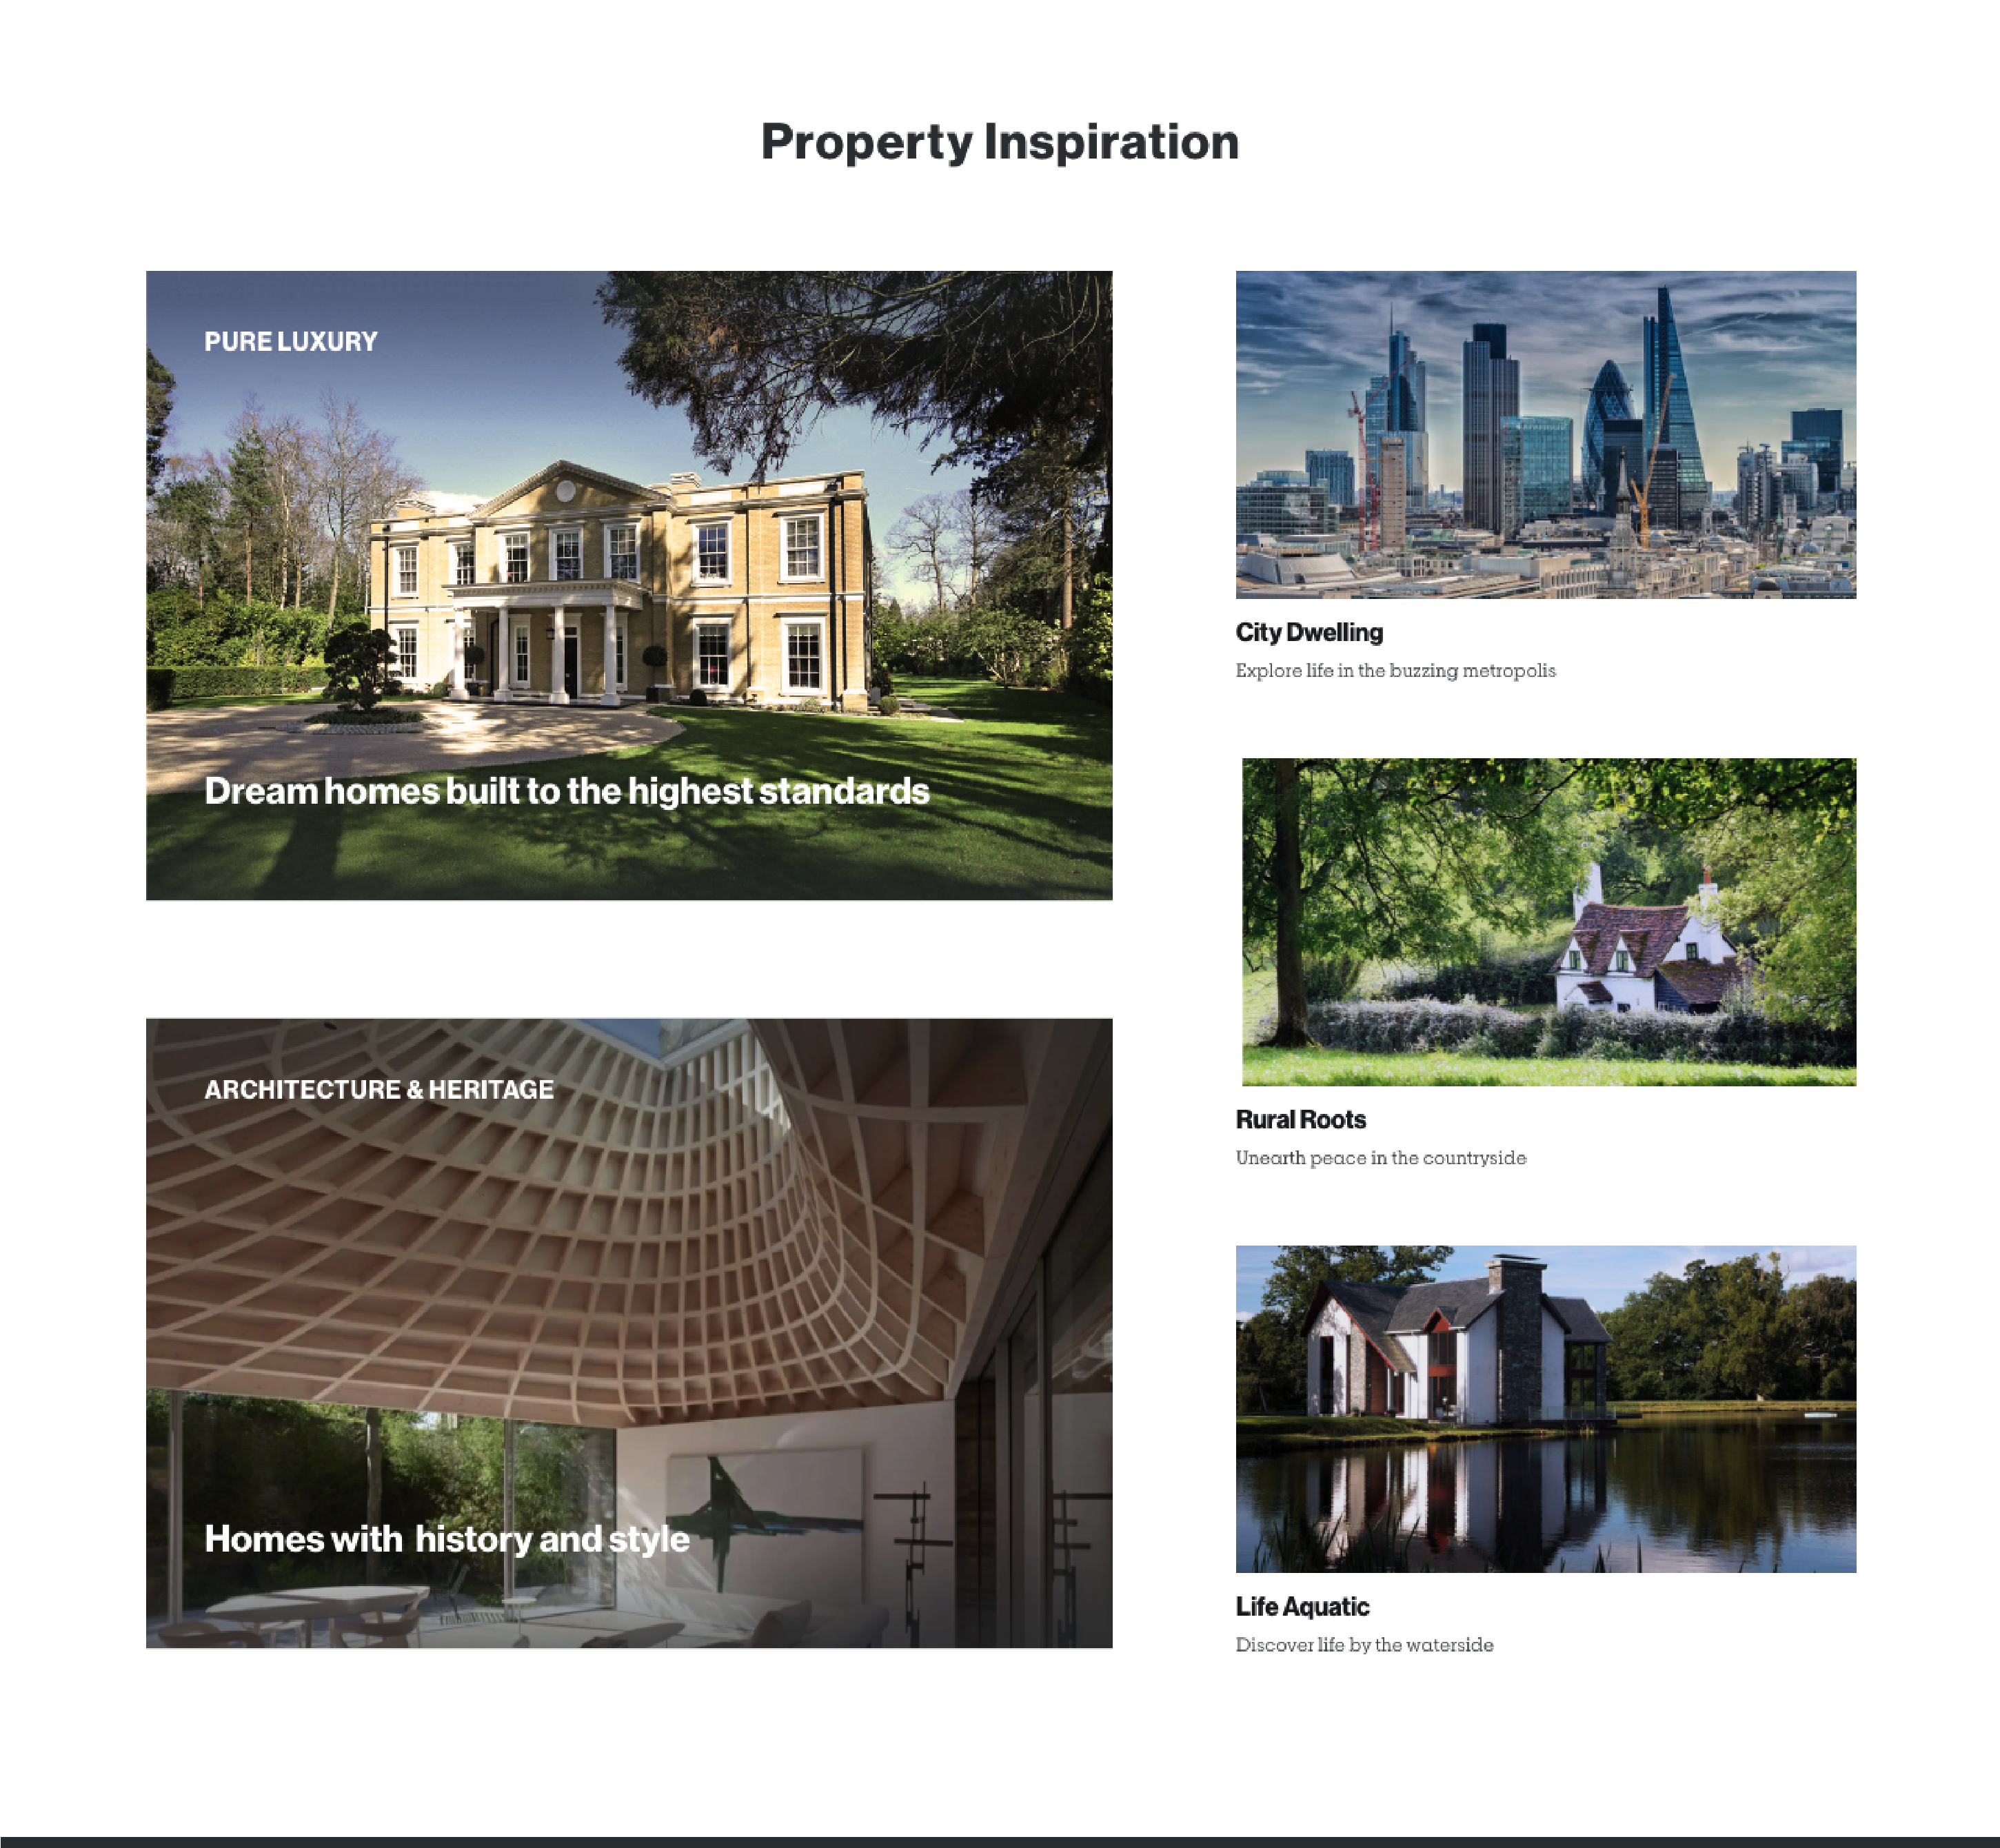 Property Inspiration
PURE LUXURY
Dream homes built to the highest standards
ARCHITECTURE & HERITAGE
Homes with history and style
City Dwelling
Explore life in the buzzing metropolis
Rural Roots
Unearth peace in the countryside
Life Aquatic
Discover life by the waterside